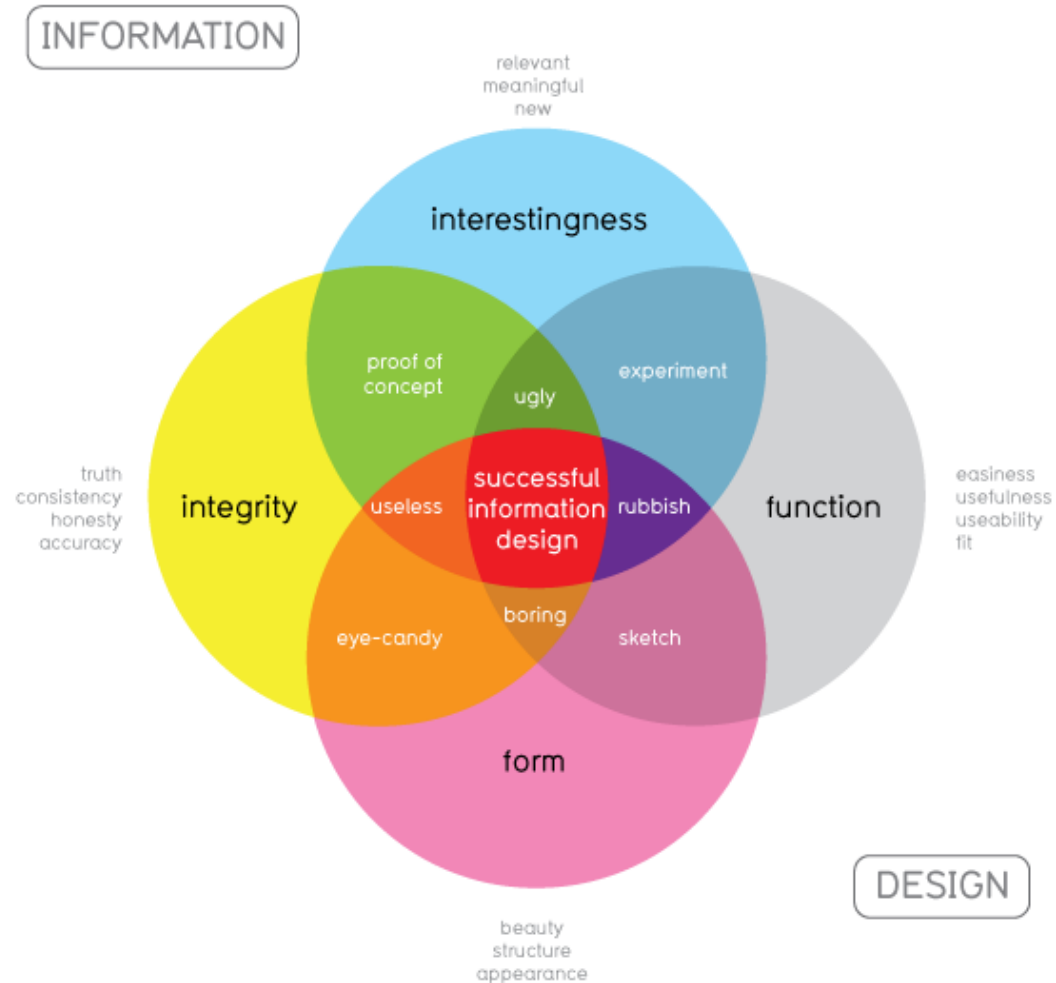 INFORMATION
relevant
meaningful
new
interestingness
proof of
concept
experiment
ugly
truth
consistency
honesty
accuracy
integrity
useless
successful
information
design
rubbish
function
easiness
usefulness
useability
fit
boring
eye-candy
sketch
form
DESIGN
beauty
structure
appearance